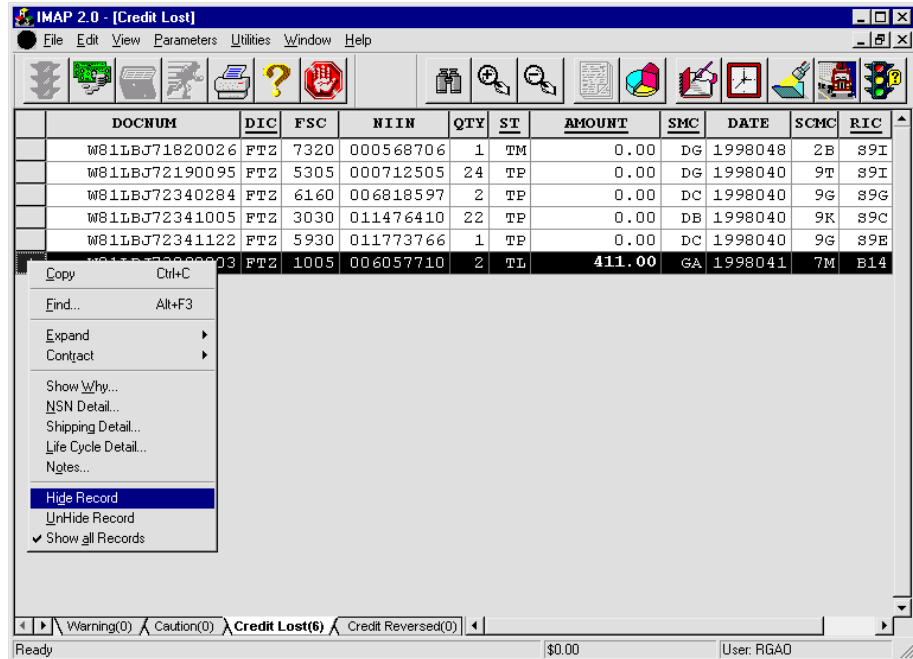 IMAP 2.0 - [Credit Lost]
File Edit View Parameters Utilities Window Help
DOCNUM DIC FSC NIIN QTY ST AMOUNT SMC DATE SCMC RIC
W81LBJ71820026 FTZ 7320 000568706 1 TM 0.00 DG 1998048 2B S9I
W81LBJ72190095 FTZ 5305 000712505 24 TP 0.00 DG 1998040 9T S9I
W81LBJ72340284 FTZ 6160 006818597 2 TP 0.00 DC 1998040 9G S9G
W81LBJ72341005 FTZ 3030 011476410 22 TP 0.00 DB 1998040 9K S9C
W81LBJ72341122 FTZ 5930 011773766 1 TP 0.00 DC 1998040 9G S9E
FTZ 1005 006057710 2 TL 411.00 GA 1998041 7M B14
Copy Ctrl+C
Find... Alt+F3
Expand
Contract
Show Why...
NSN Detail...
Shipping Detail...
Life Cycle Detail...
Notes...
Hide Record
UnHide Record
Show all Records
Warning(0) Caution(0) Credit Lost(6) Credit Reversed(0)
Ready $0.00 User: RGAO